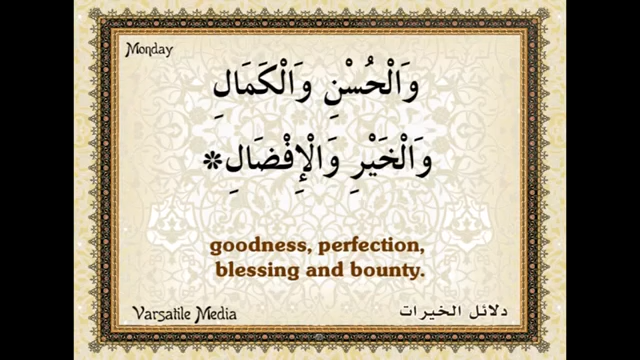 Monday
وَالْحُسْنِ وَالْكَمَالِ
وَالْخَيْرِ وَالْإِفْضَالِ*
goodness, perfection,
blessing and bounty.
Varsatile Media
دلائل الخيرات